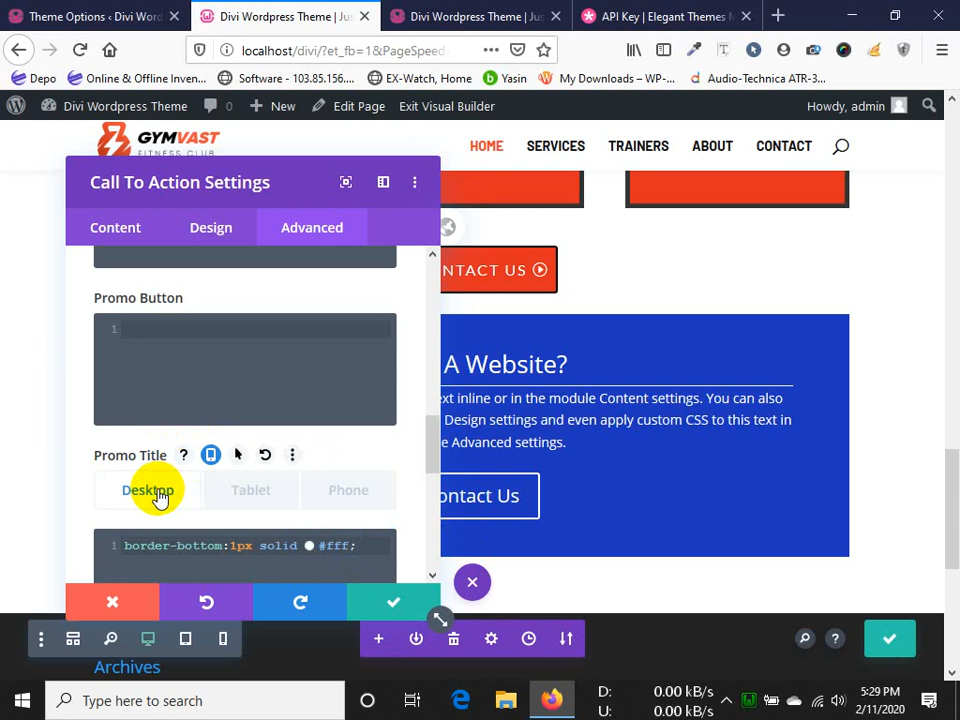 Theme Options ‹ Divi Word
Divi Wordpress Theme | Jus
Divi Wordpress Theme | Jus
API Key | Elegant Themes M
localhost/divi/?et_fb=1&PageSpeed
Depo
Online & Offline Inven...
Software - 103.85.156....
EX-Watch, Home
Yasin
My Downloads – WP-...
Audio-Technica ATR-3...
Divi Wordpress Theme
0
New
Edit Page
Exit Visual Builder
Howdy, admin
GYMVAST
FITNESS CLUB
HOME
SERVICES
TRAINERS
ABOUT
CONTACT
Call To Action Settings
Content
Design
Advanced
NTACT US
Promo Button
1
A Website?
ext inline or in the module Content settings. You can also
Design settings and even apply custom CSS to this text in
e Advanced settings.
Promo Title
Desktop
Tablet
Phone
ontact Us
1 border-bottom:1px solid #fff;
Archives
Type here to search
D: 0.00 kB/s
U: 0.00 kB/s
5:29 PM
2/11/2020